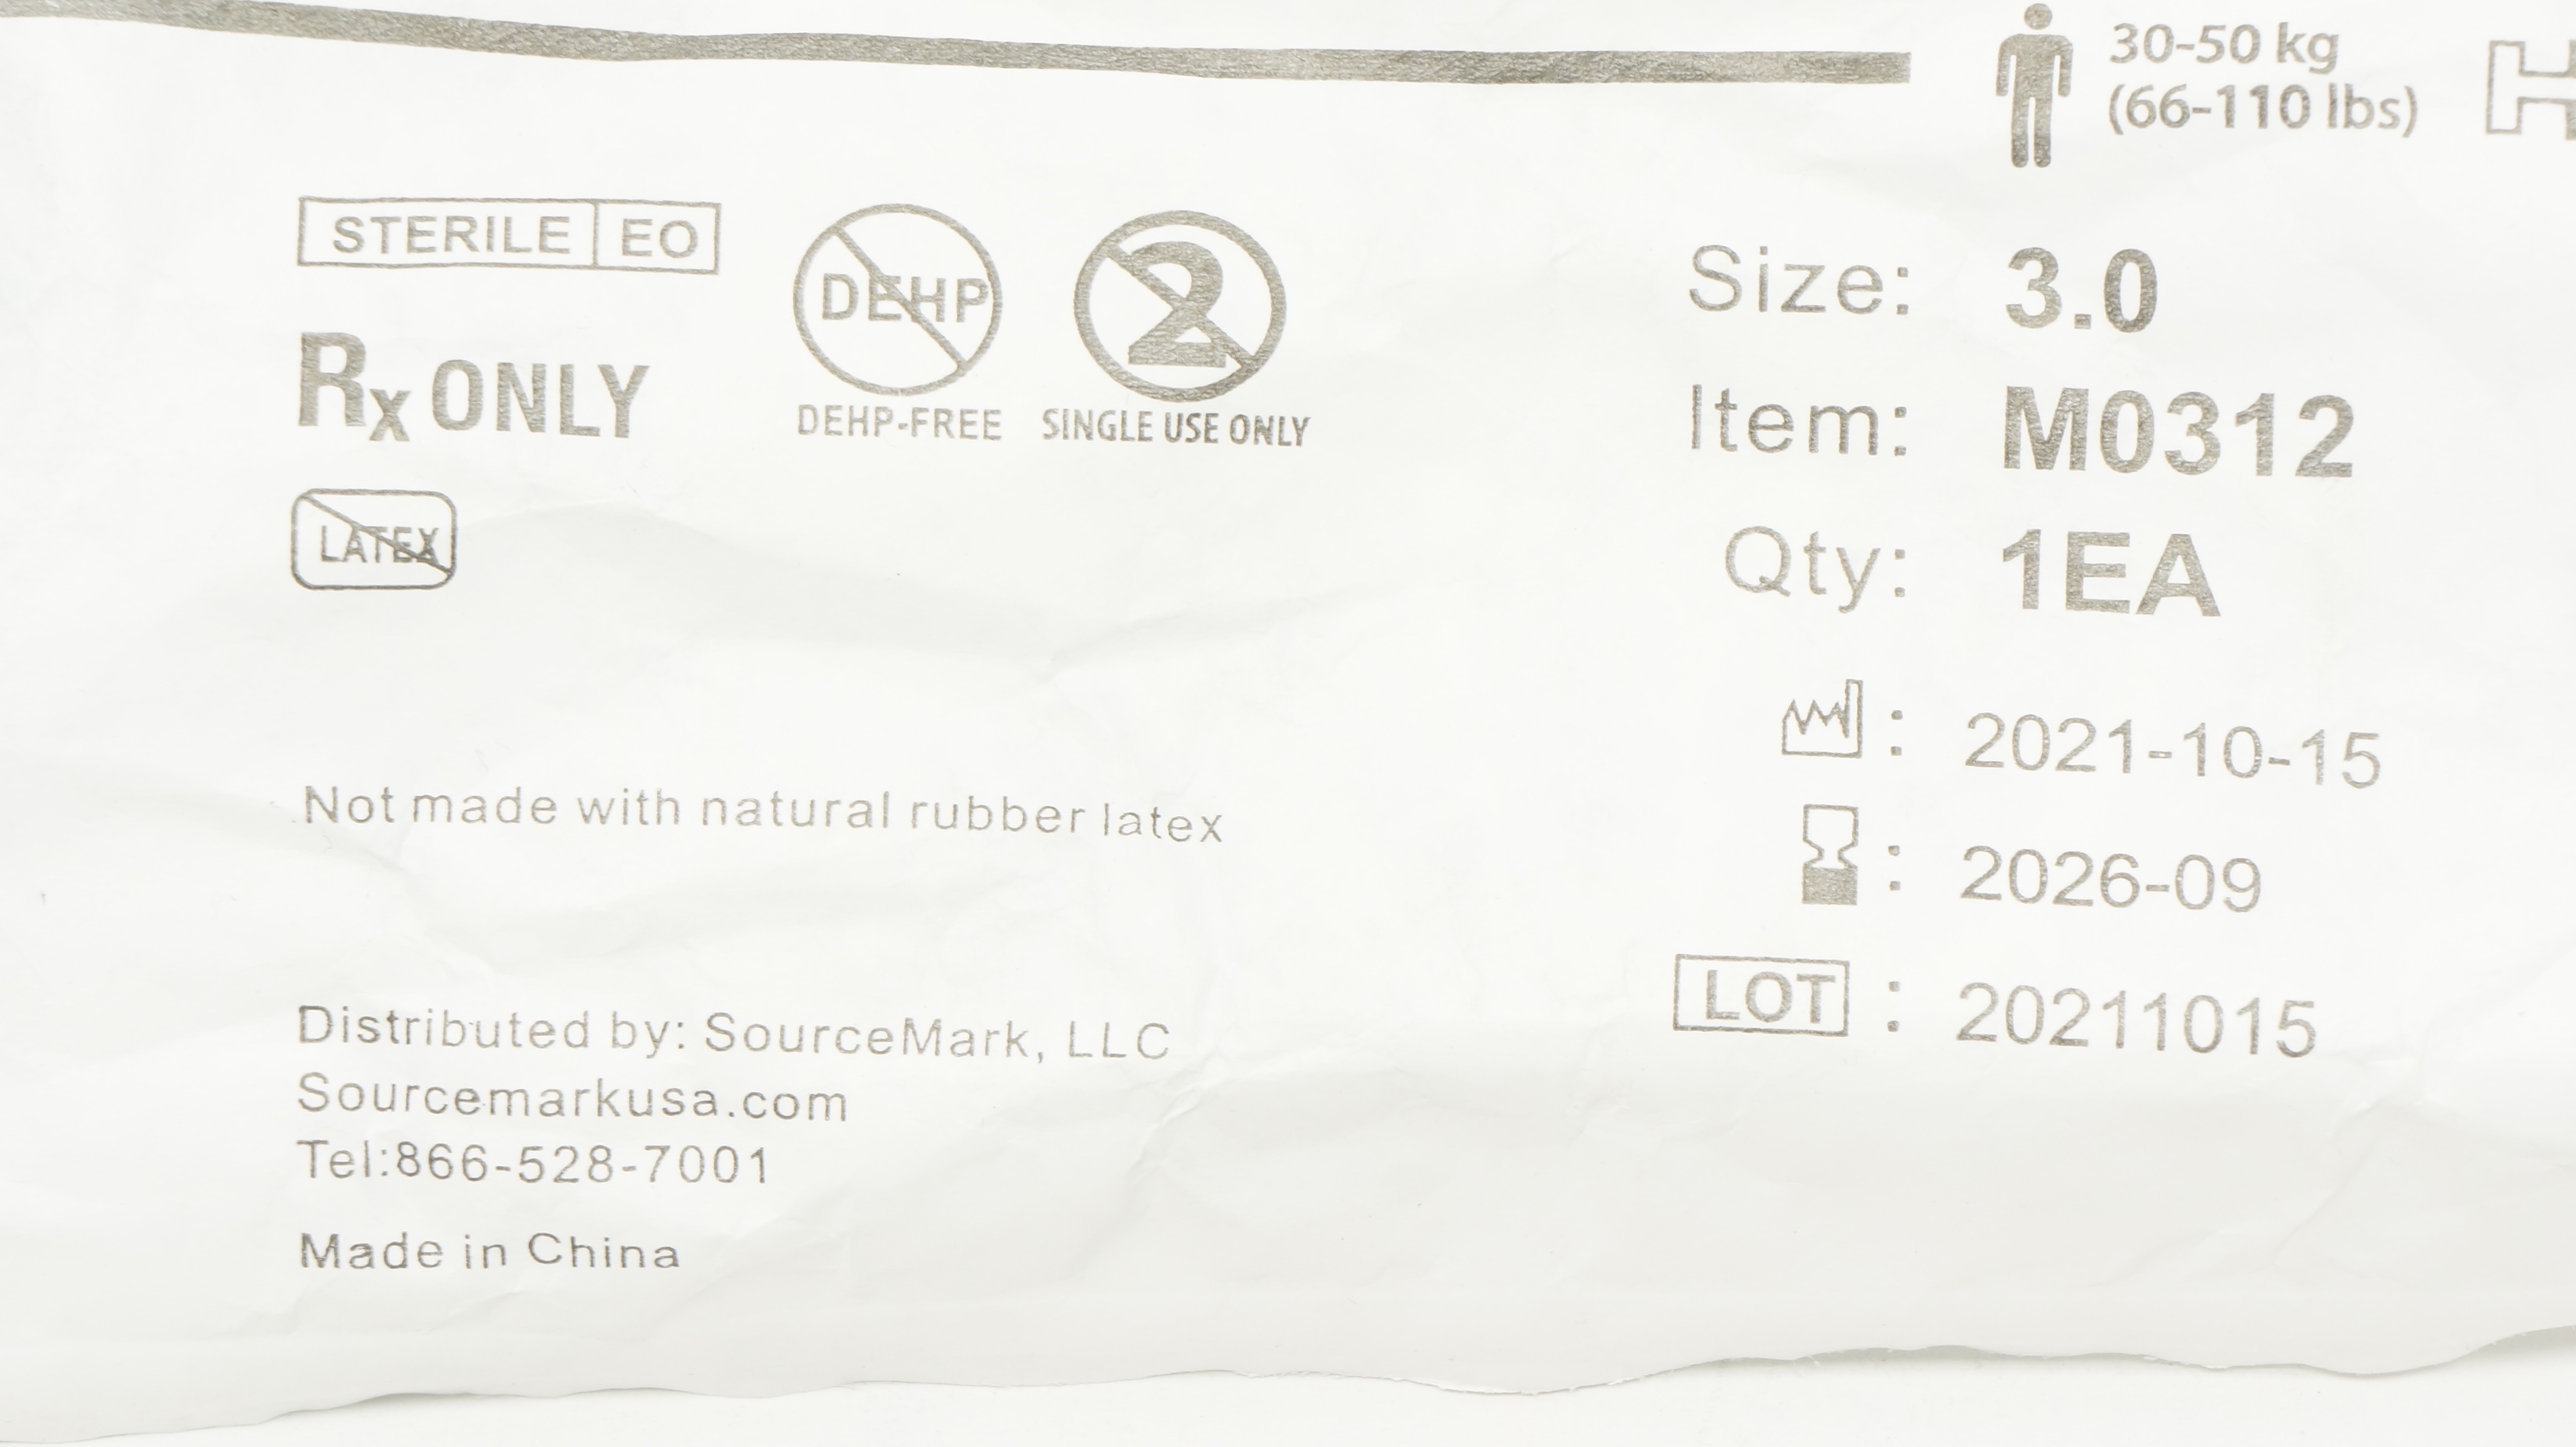 30-50 kg
(66-110 lbs)
STERILE EO
Rx ONLY
DEHP
DEHP-FREE
2
SINGLE USE ONLY
LATEX
Size: 3.0
Item: M0312
Qty: 1EA
: 2021-10-15
: 2026-09
LOT : 20211015
Not made with natural rubber latex
Distributed by: SourceMark, LLC
Sourcemarkusa.com
Tel:866-528-7001
Made in China